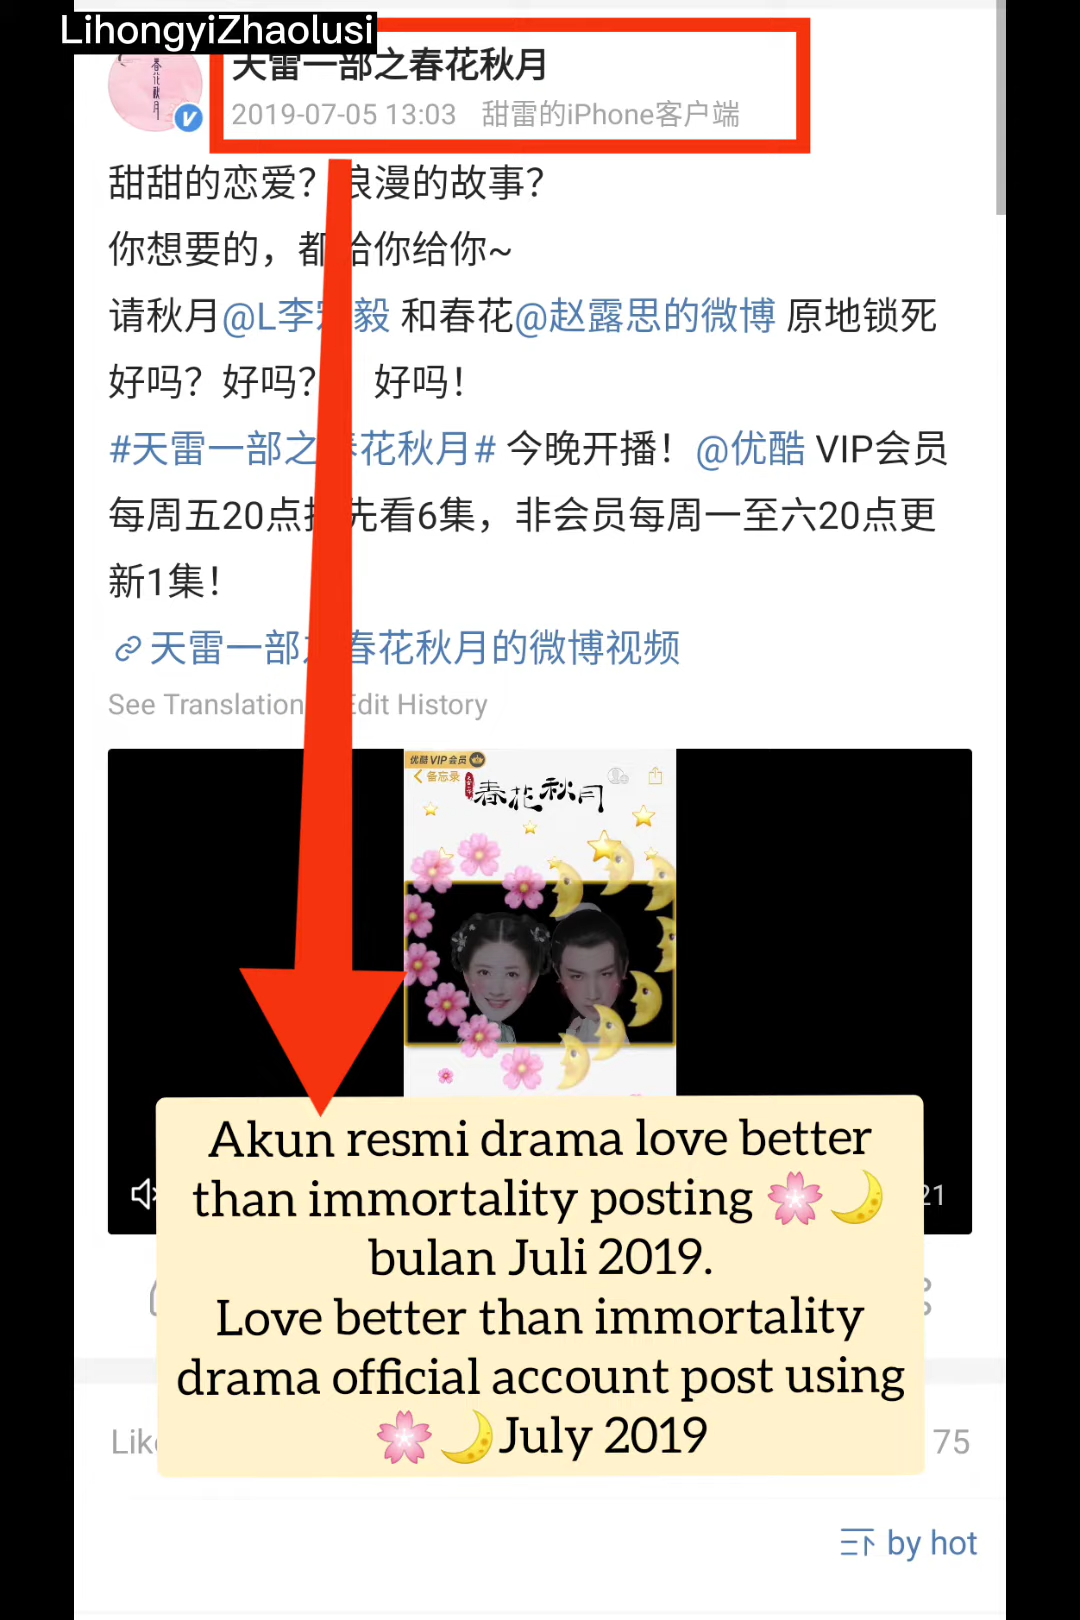 LihongyiZhaolusi
天雷一部之春花秋月
2019-07-05 13:03 甜雷的iPhone客户端
春花秋月
甜甜的恋爱? 浪漫的故事?
你想要的，都给你给你~
请秋月@L李宏毅 和春花@赵露思的微博 原地锁死
好吗? 好吗? 好吗!
#天雷一部之春花秋月# 今晚开播! @优酷 VIP会员
每周五20点抢先看6集，非会员每周一至六20点更
新1集!
天雷一部之春花秋月的微博视频
See Translation Edit History
优酷VIP会员
备忘录
春花秋月
Akun resmi drama love better
than immortality posting 🌸🌙
bulan Juli 2019.
Love better than immortality
drama official account post using
🌸🌙July 2019
21
75
by hot